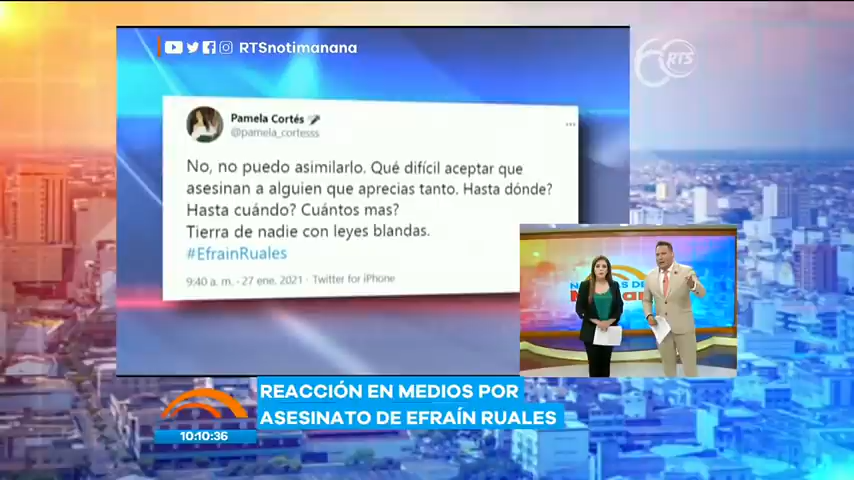 RTSnotimanana
RTS
Pamela Cortés
@pamela_cortesss
No, no puedo asimilarlo. Qué difícil aceptar que
asesinan a alguien que aprecias tanto. Hasta dónde?
Hasta cuándo? Cuántos mas?
Tierra de nadie con leyes blandas.
#EfrainRuales
9:40 a. m. · 27 ene. 2021 · Twitter for iPhone
REACCIÓN EN MEDIOS POR
ASESINATO DE EFRAÍN RUALES
10:10:36